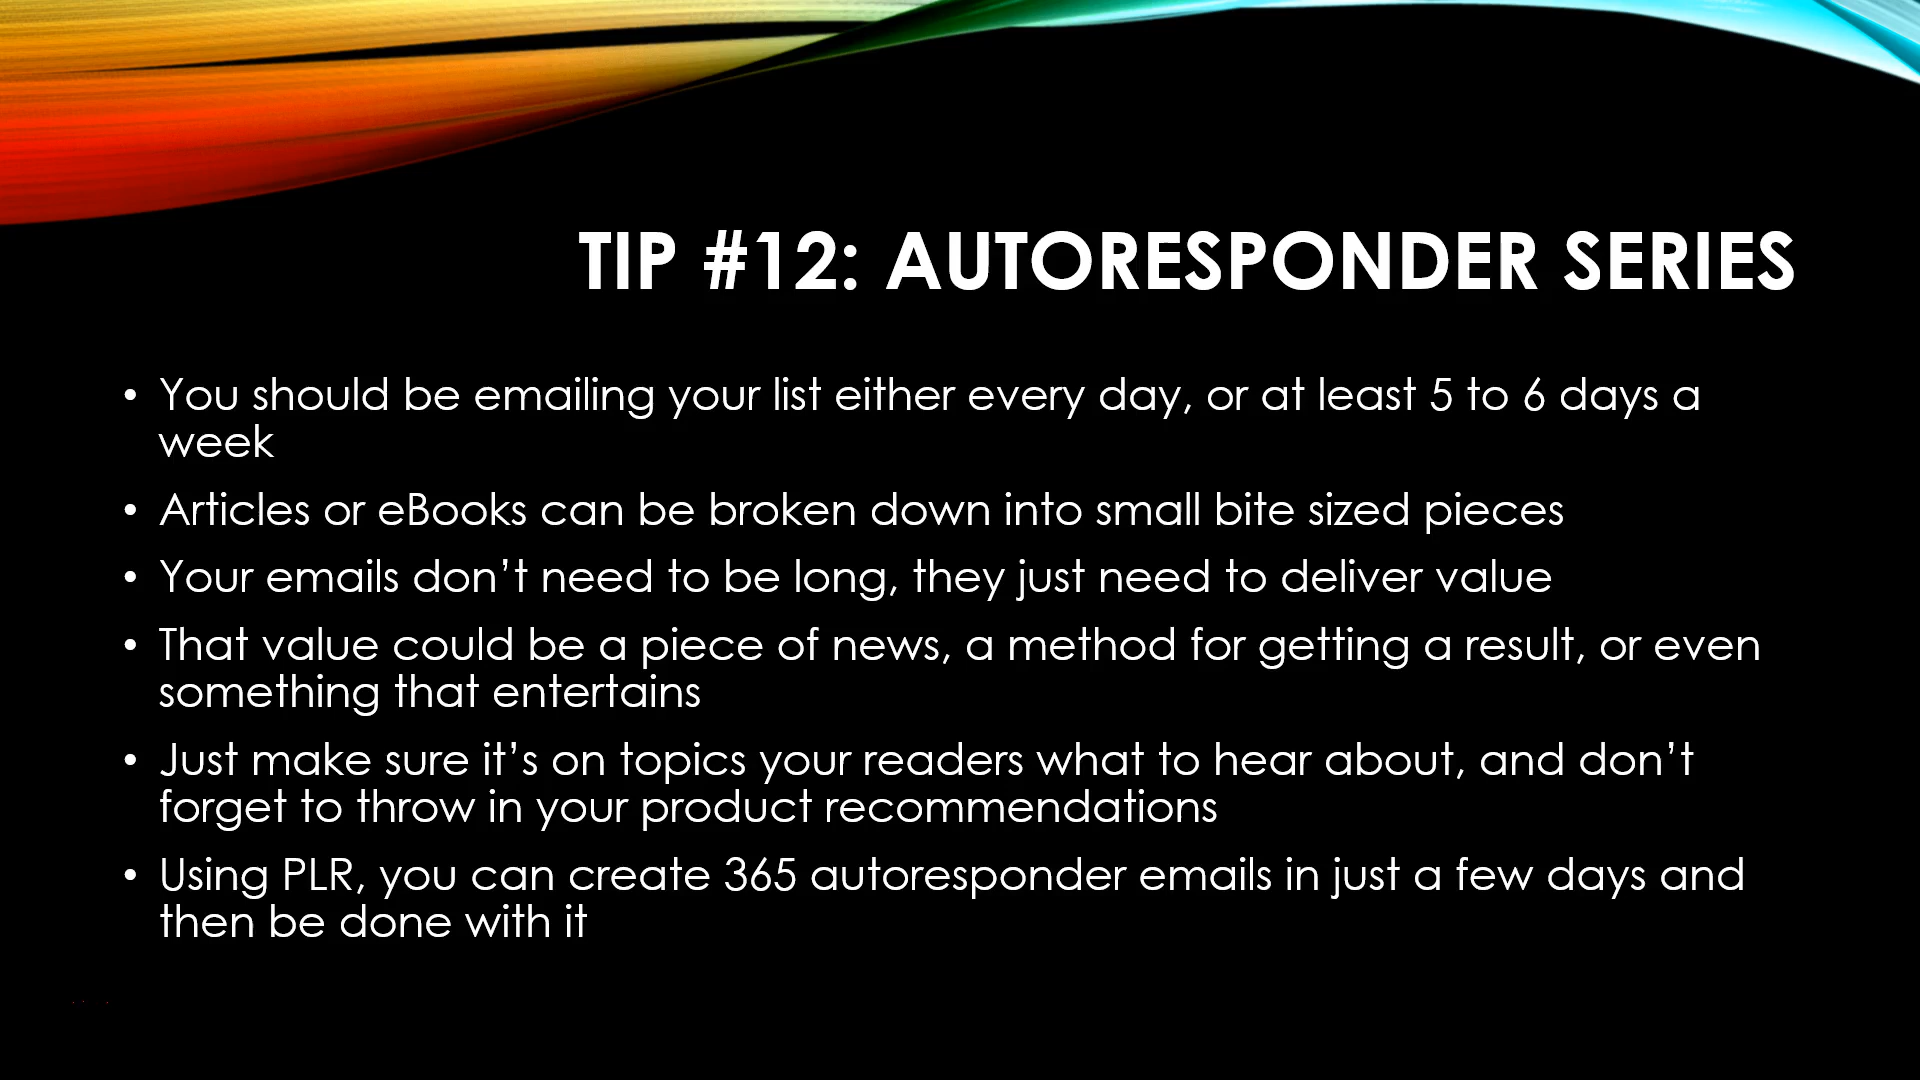 TIP #12: AUTORESPONDER SERIES
• You should be emailing your list either every day, or at least 5 to 6 days a
week
• Articles or eBooks can be broken down into small bite sized pieces
• Your emails don’t need to be long, they just need to deliver value
• That value could be a piece of news, a method for getting a result, or even
something that entertains
• Just make sure it’s on topics your readers what to hear about, and don’t
forget to throw in your product recommendations
• Using PLR, you can create 365 autoresponder emails in just a few days and
then be done with it